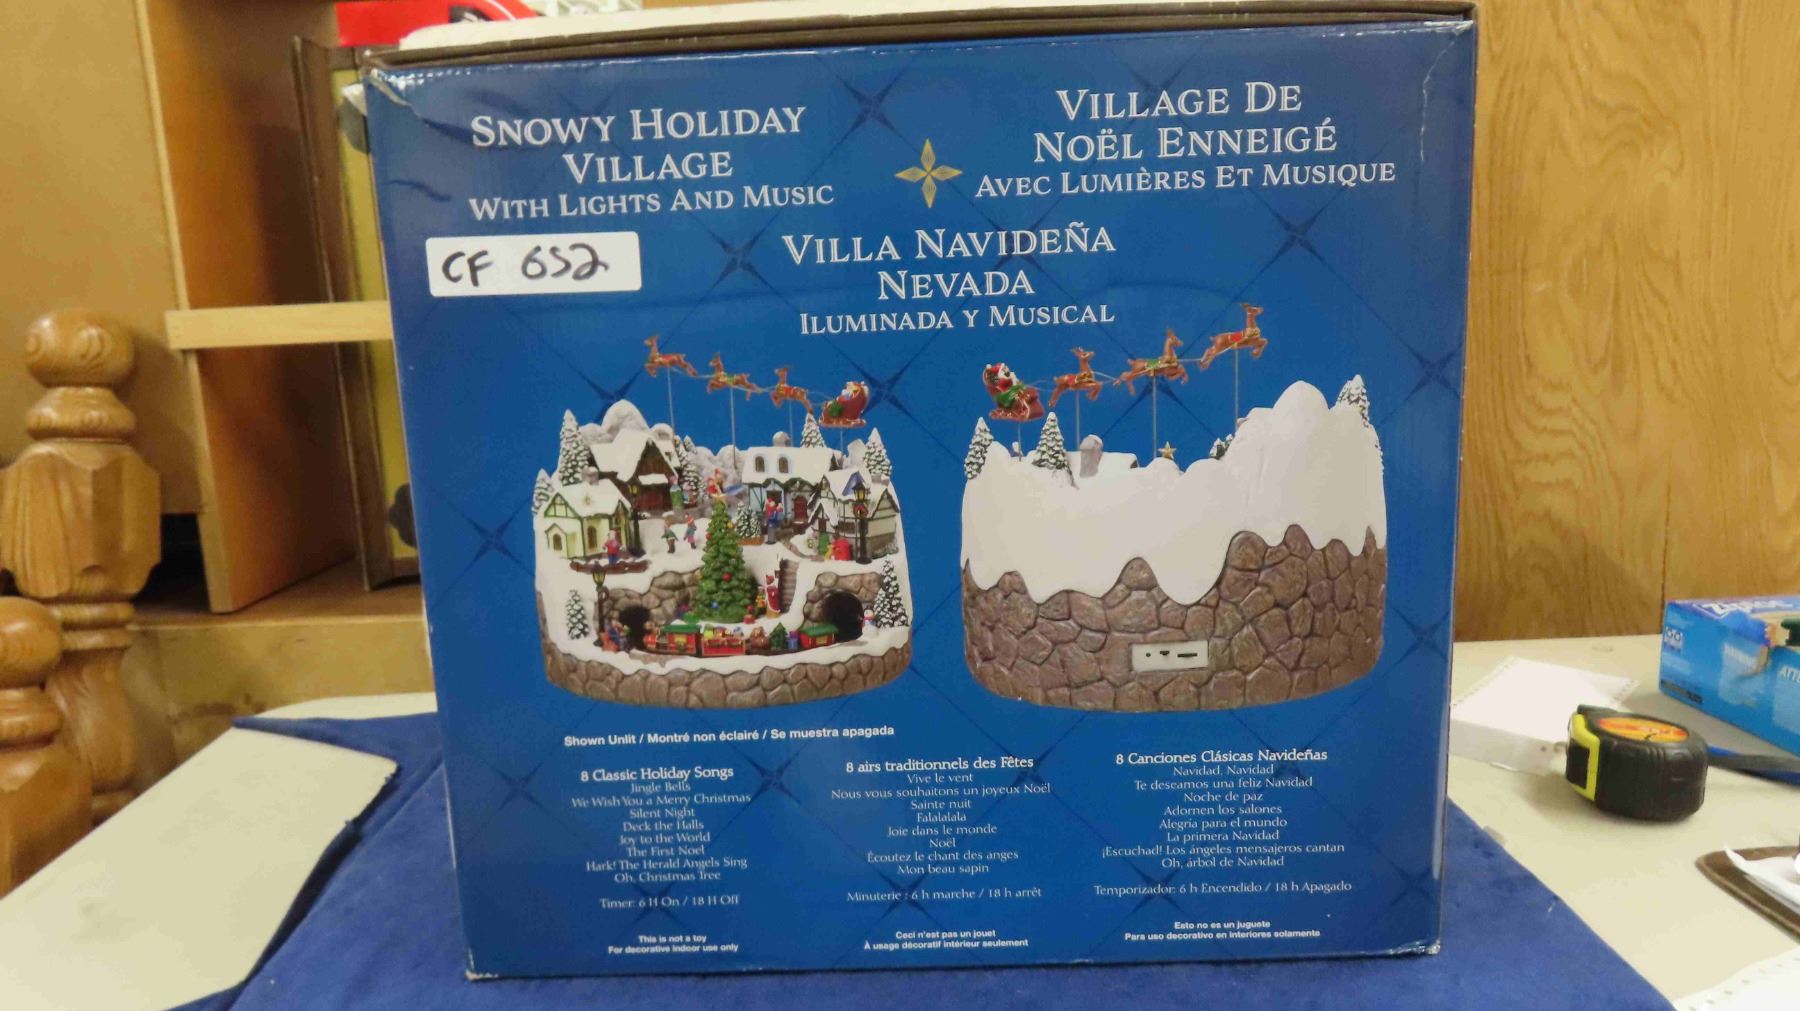 SNOWY HOLIDAY
VILLAGE
WITH LIGHTS AND MUSIC
VILLAGE DE
NOËL ENNEIGÉ
AVEC LUMIÈRES ET MUSIQUE
CF 652
VILLA NAVIDEÑA
NEVADA
ILUMINADA Y MUSICAL
Shown Unlit / Montré non éclairé / Se muestra apagada
8 Classic Holiday Songs
Jingle Bells
We Wish You a Merry Christmas
Silent Night
Deck the Halls
Joy to the World
The First Noel
Hark! The Herald Angels Sing
Oh, Christmas Tree
Timer: 6 H On / 18 H Off
This is not a toy
For decorative indoor use only
8 airs traditionnels des Fêtes
Vive le vent
Nous vous souhaitons un joyeux Noël
Sainte nuit
Falalalala
Joie dans le monde
Noël
Écoutez le chant des anges
Mon beau sapin
Minuterie : 6 h marche / 18 h arrêt
Ceci n'est pas un jouet
À usage décoratif intérieur seulement
8 Canciones Clásicas Navideñas
Navidad, Navidad
Te deseamos una feliz Navidad
Noche de paz
Adornen los salones
Alegría para el mundo
La primera Navidad
¡Escuchad! Los ángeles mensajeros cantan
Oh, árbol de Navidad
Temporizador: 6 h Encendido / 18 h Apagado
Esto no es un juguete
Para uso decorativo en interiores solamente
Ziploc